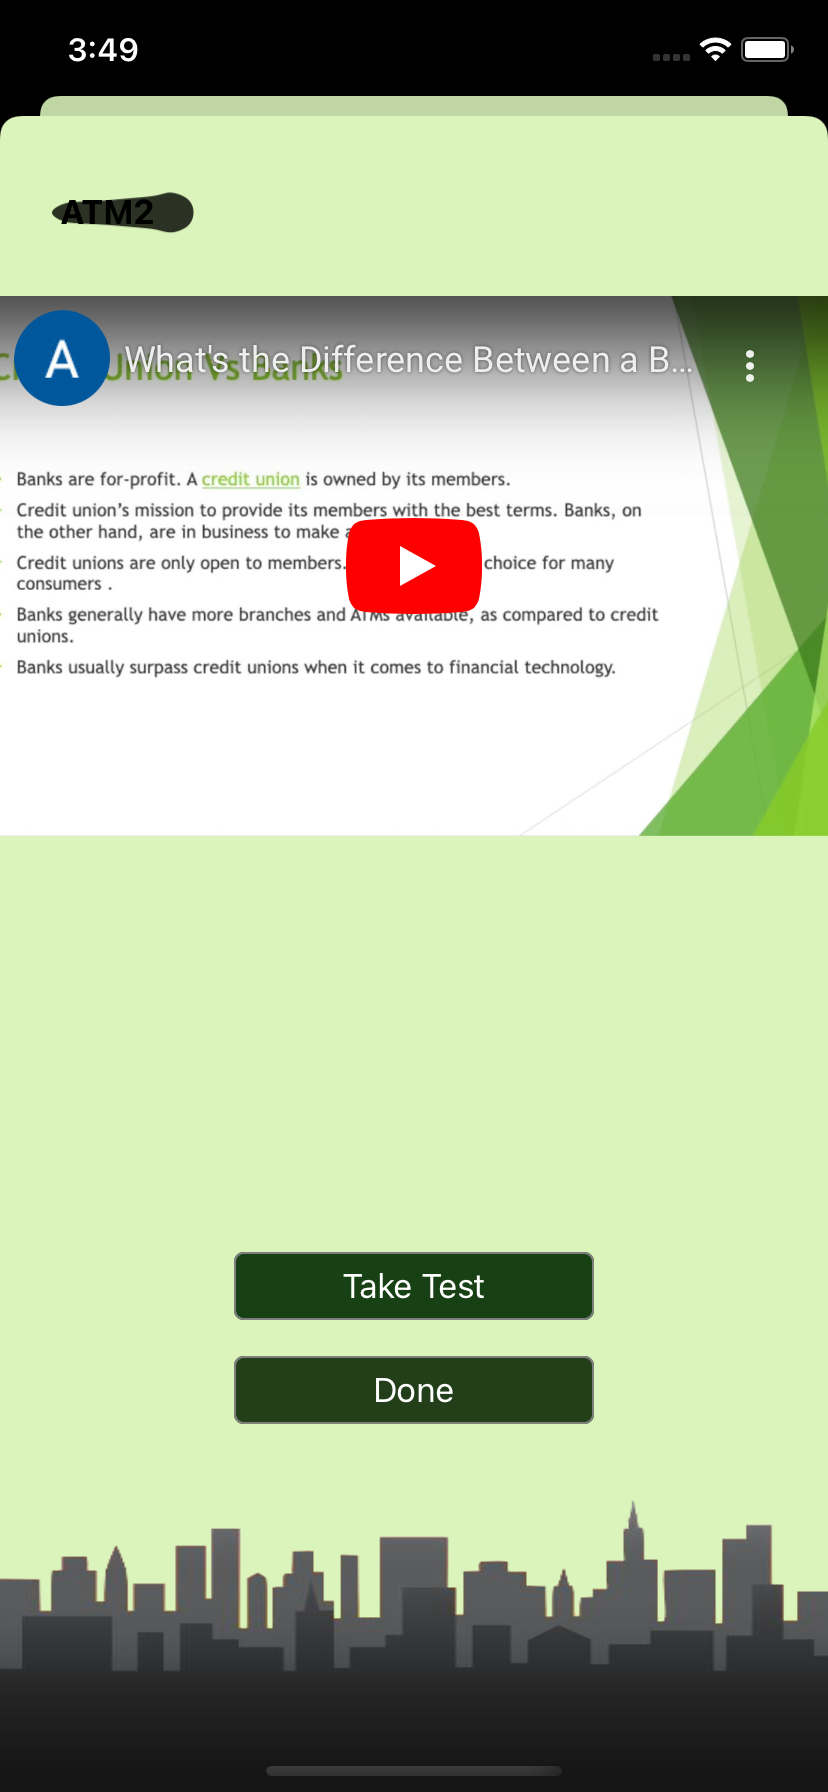 3:49
ATM2
A
What's the Difference Between a B...
Union Vs Banks
Banks are for-profit. A credit union is owned by its members.
Credit union's mission to provide its members with the best terms. Banks, on
the other hand, are in business to make
Credit unions are only open to members. choice for many
consumers .
Banks generally have more branches and ATMs available, as compared to credit
unions.
Banks usually surpass credit unions when it comes to financial technology.
Take Test
Done